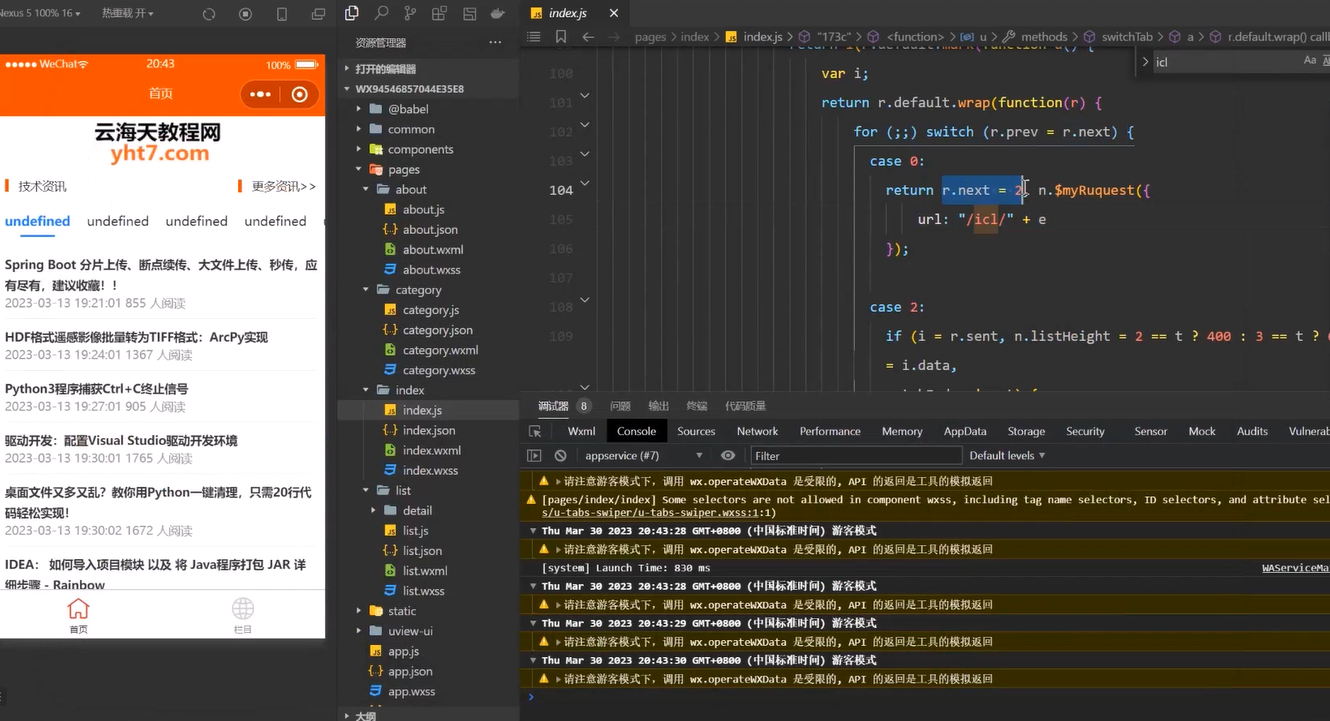 Nexus 5 100% 16
热重载 开
WeChat
20:43
100%
首页
云海天教程网
yht7.com
技术资讯
更多资讯>>
undefined
undefined
undefined
undefined
Spring Boot 分片上传、断点续传、大文件上传、秒传，应
有尽有，建议收藏！！
2023-03-13 19:21:01 855 人阅读
HDF格式遥感影像批量转为TIFF格式：ArcPy实现
2023-03-13 19:24:01 1367 人阅读
Python3程序捕获Ctrl+C终止信号
2023-03-13 19:27:01 905 人阅读
驱动开发：配置Visual Studio驱动开发环境
2023-03-13 19:30:01 1765 人阅读
桌面文件又多又乱？教你用Python一键清理，只需20行代
码轻松实现！
2023-03-13 19:30:02 1672 人阅读
IDEA： 如何导入项目模块 以及 将 Java程序打包 JAR 详
细步骤 - Rainbow
首页
栏目
资源管理器
打开的编辑器
WX94546857044E35E8
@babel
common
components
pages
about
about.js
about.json
about.wxml
about.wxss
category
category.js
category.json
category.wxml
category.wxss
index
index.js
index.json
index.wxml
index.wxss
list
detail
list.js
list.json
list.wxml
list.wxss
static
uview-ui
app.js
app.json
app.wxss
大纲
index.js
pages > index > index.js > "173c" > <function> > u > methods > switchTab > a > r.default.wrap() callb
icl
Aa
100 var i;
101 return r.default.wrap(function(r) {
102 for (;;) switch (r.prev = r.next) {
103 case 0:
104 return r.next = 2, n.$myRuquest({
105 url: "/icl/" + e
106 });
107
108 case 2:
109 if (i = r.sent, n.listHeight = 2 == t ? 400 : 3 == t ?
= i.data,
调试器 8 问题 输出 终端 代码质量
Wxml Console Sources Network Performance Memory AppData Storage Security Sensor Mock Audits Vulnerab
appservice (#7) Filter Default levels
请注意游客模式下，调用 wx.operateWXData 是受限的, API 的返回是工具的模拟返回
[pages/index/index] Some selectors are not allowed in component wxss, including tag name selectors, ID selectors, and attribute sel
s/u-tabs-swiper/u-tabs-swiper.wxss:1:1)
Thu Mar 30 2023 20:43:28 GMT+0800 (中国标准时间) 游客模式
请注意游客模式下，调用 wx.operateWXData 是受限的, API 的返回是工具的模拟返回
[system] Launch Time: 830 ms
WAServiceMa
Thu Mar 30 2023 20:43:28 GMT+0800 (中国标准时间) 游客模式
请注意游客模式下，调用 wx.operateWXData 是受限的, API 的返回是工具的模拟返回
Thu Mar 30 2023 20:43:29 GMT+0800 (中国标准时间) 游客模式
请注意游客模式下，调用 wx.operateWXData 是受限的, API 的返回是工具的模拟返回
Thu Mar 30 2023 20:43:30 GMT+0800 (中国标准时间) 游客模式
请注意游客模式下，调用 wx.operateWXData 是受限的, API 的返回是工具的模拟返回